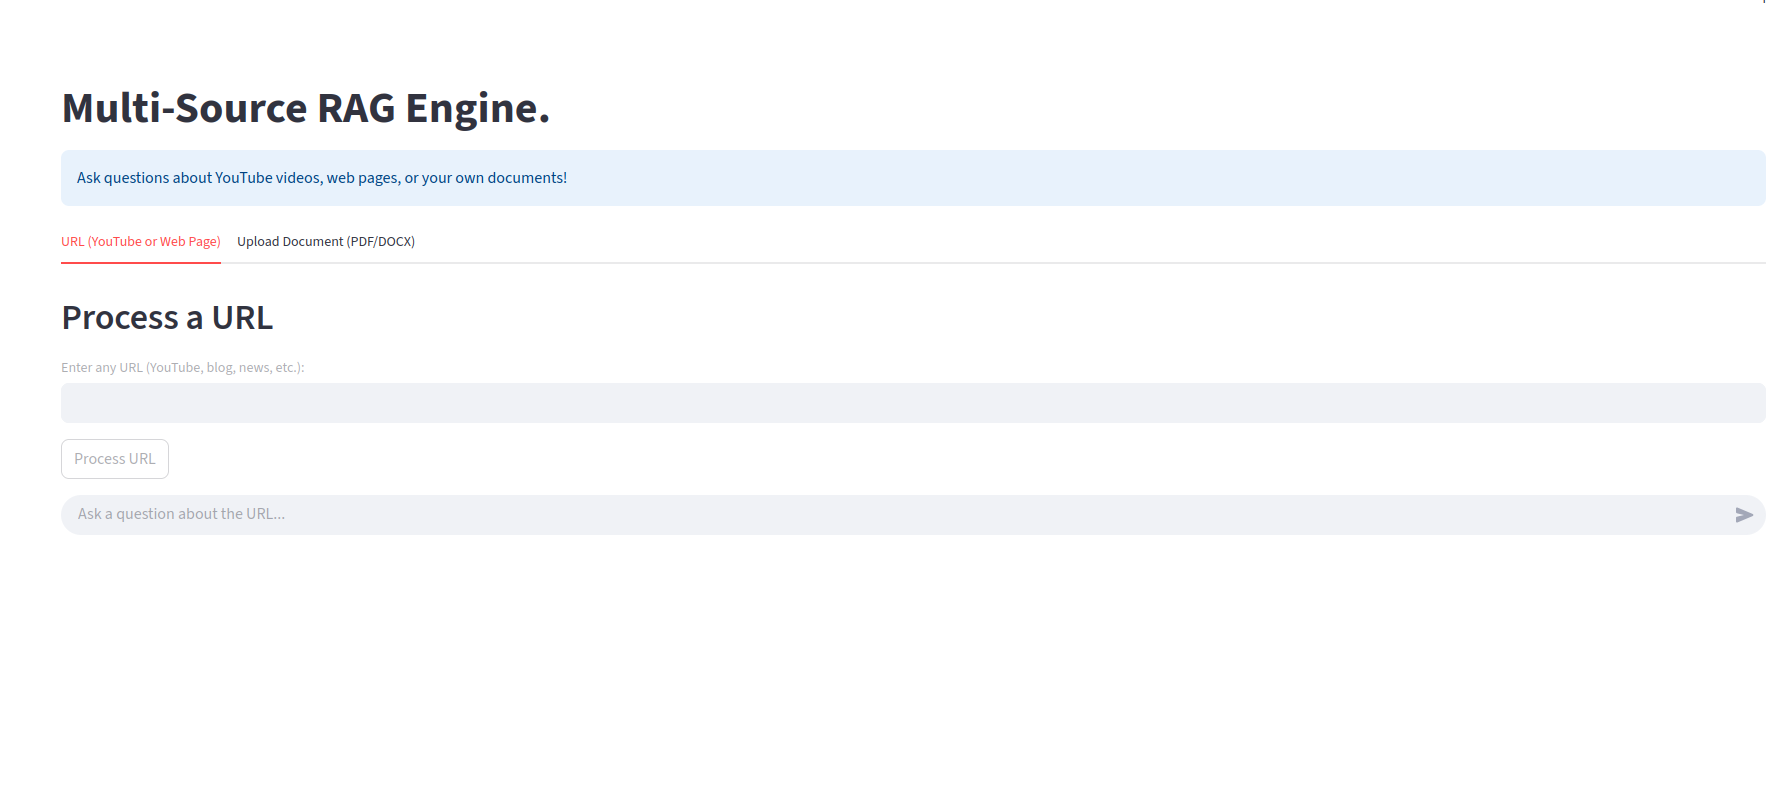 Multi-Source RAG Engine.
Ask questions about YouTube videos, web pages, or your own documents!
URL (YouTube or Web Page) Upload Document (PDF/DOCX)
Process a URL
Enter any URL (YouTube, blog, news, etc.):
Process URL
Ask a question about the URL...